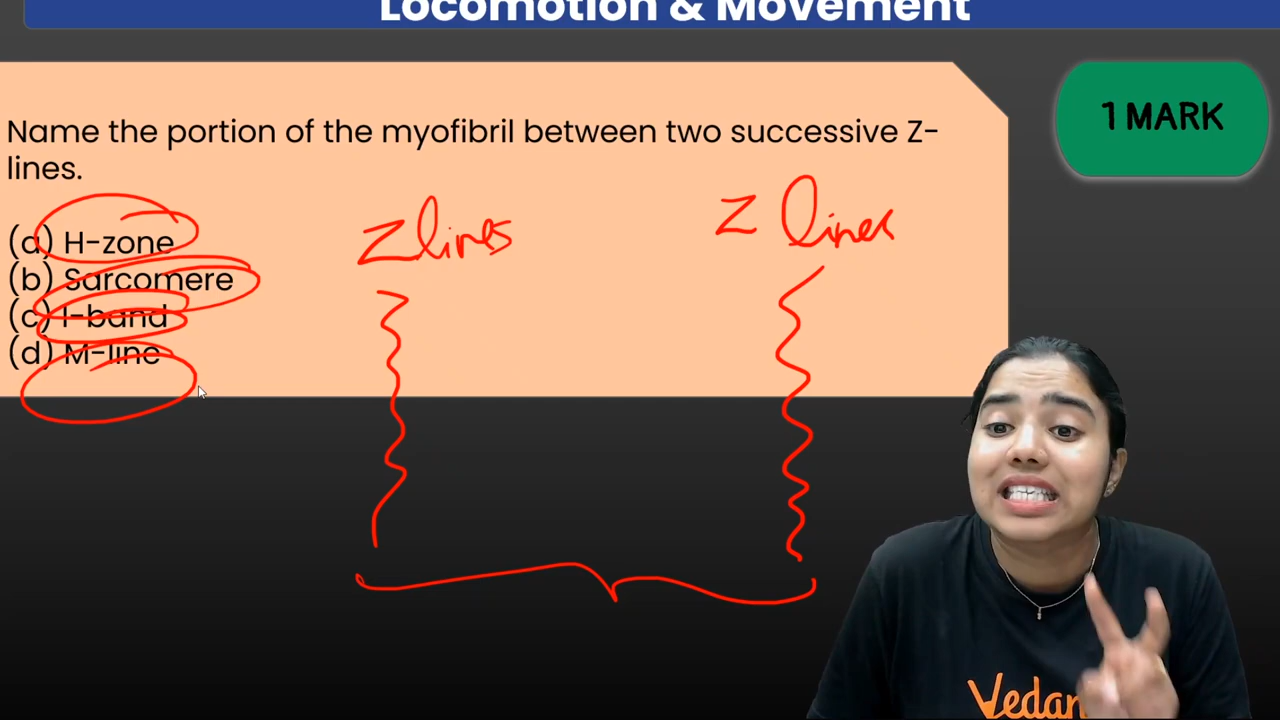 Locomotion & Movement
1 MARK
Name the portion of the myofibril between two successive Z-
lines.
(a) H-zone
(b) Sarcomere
(c) I-band
(d) M-line
Z lines
Z lines
Vedan